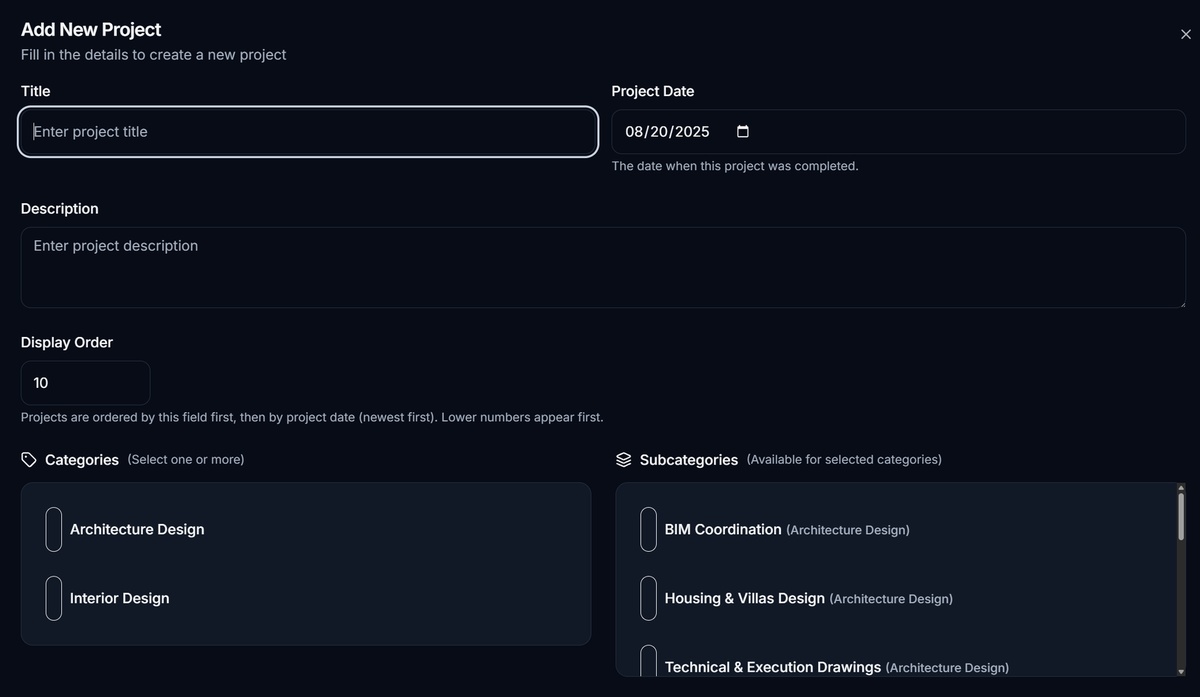 Add New Project
Fill in the details to create a new project
Title
Project Date
Enter project title
08/20/2025
The date when this project was completed.
Description
Enter project description
Display Order
10
Projects are ordered by this field first, then by project date (newest first). Lower numbers appear first.
Categories (Select one or more)
Subcategories (Available for selected categories)
Architecture Design
BIM Coordination (Architecture Design)
Interior Design
Housing & Villas Design (Architecture Design)
Technical & Execution Drawings (Architecture Design)